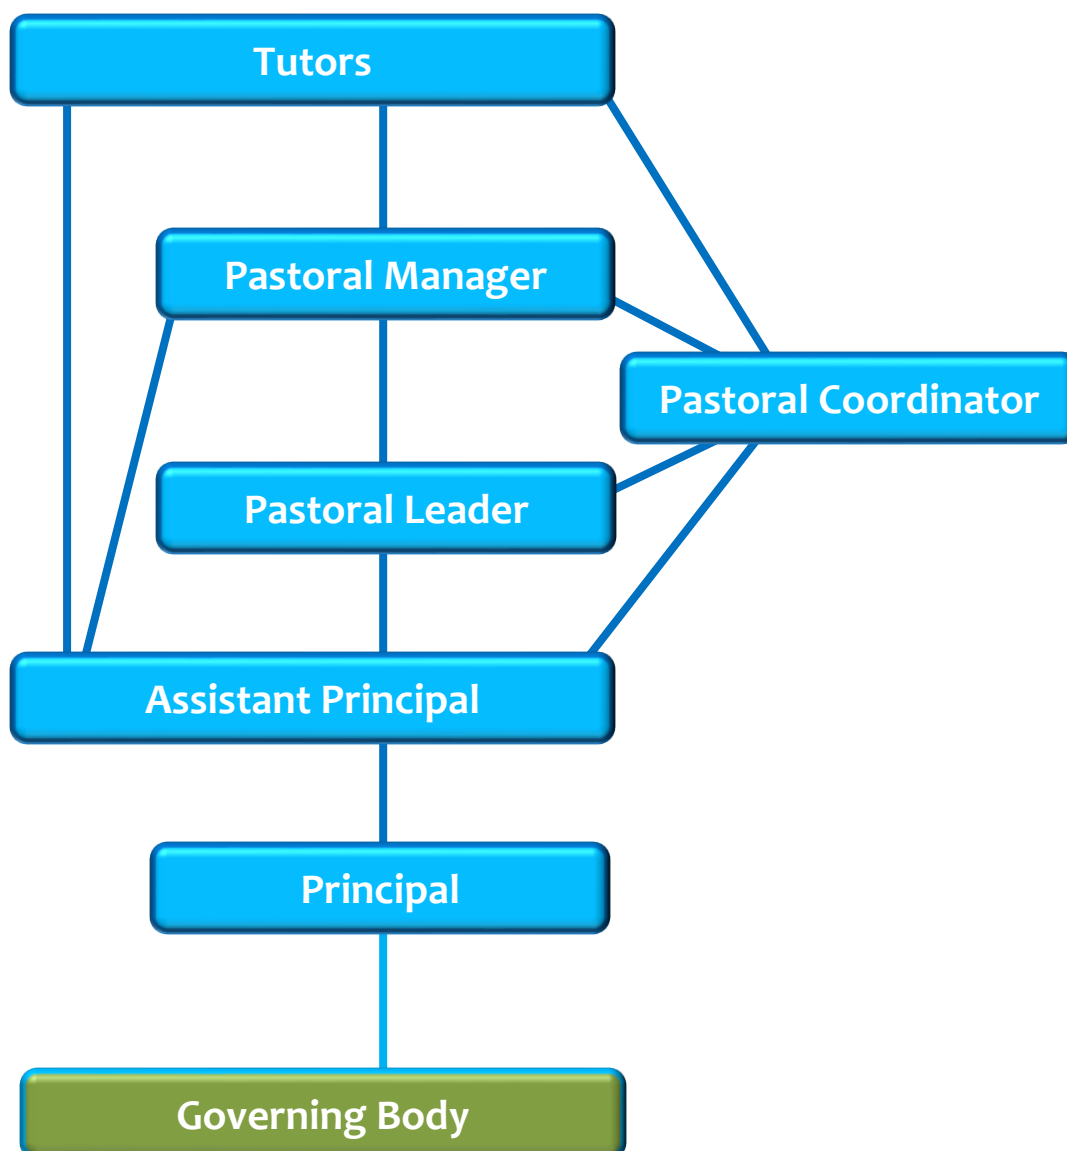 Tutors
Pastoral Manager
Pastoral Coordinator
Pastoral Leader
Assistant Principal
Principal
Governing Body